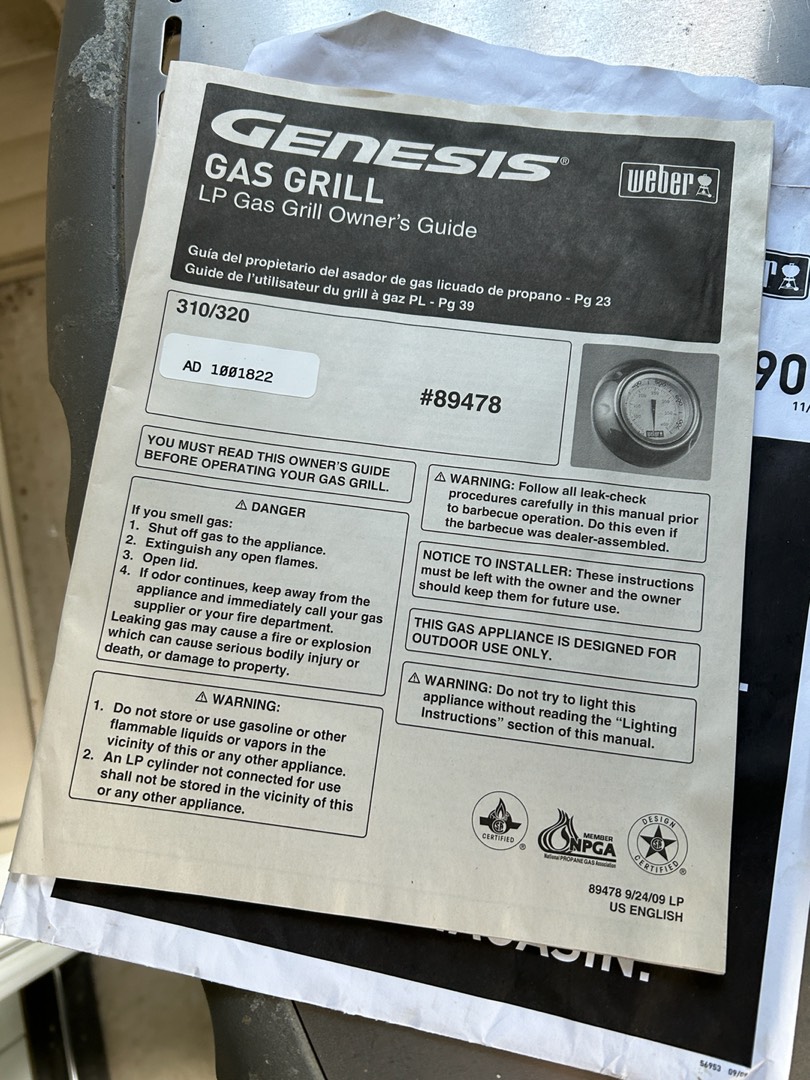 GENESIS®
GAS GRILL
LP Gas Grill Owner's Guide
weber
Guía del propietario del asador de gas licuado de propano - Pg 23
Guide de l'utilisateur du grill à gaz PL - Pg 39
310/320
AD 1001822
#89478
weber
YOU MUST READ THIS OWNER'S GUIDE
BEFORE OPERATING YOUR GAS GRILL.
⚠ DANGER
If you smell gas:
1. Shut off gas to the appliance.
2. Extinguish any open flames.
3. Open lid.
4. If odor continues, keep away from the
appliance and immediately call your gas
supplier or your fire department.
Leaking gas may cause a fire or explosion
which can cause serious bodily injury or
death, or damage to property.
⚠ WARNING:
1. Do not store or use gasoline or other
flammable liquids or vapors in the
vicinity of this or any other appliance.
2. An LP cylinder not connected for use
shall not be stored in the vicinity of this
or any other appliance.
⚠ WARNING: Follow all leak-check
procedures carefully in this manual prior
to barbecue operation. Do this even if
the barbecue was dealer-assembled.
NOTICE TO INSTALLER: These instructions
must be left with the owner and the owner
should keep them for future use.
THIS GAS APPLIANCE IS DESIGNED FOR
OUTDOOR USE ONLY.
⚠ WARNING: Do not try to light this
appliance without reading the "Lighting
Instructions" section of this manual.
CERTIFIED ®
MEMBER
NPGA
National PROPANE GAS Association
DESIGN
CERTIFIED ®
89478 9/24/09 LP
US ENGLISH
90
11/
56953 09/